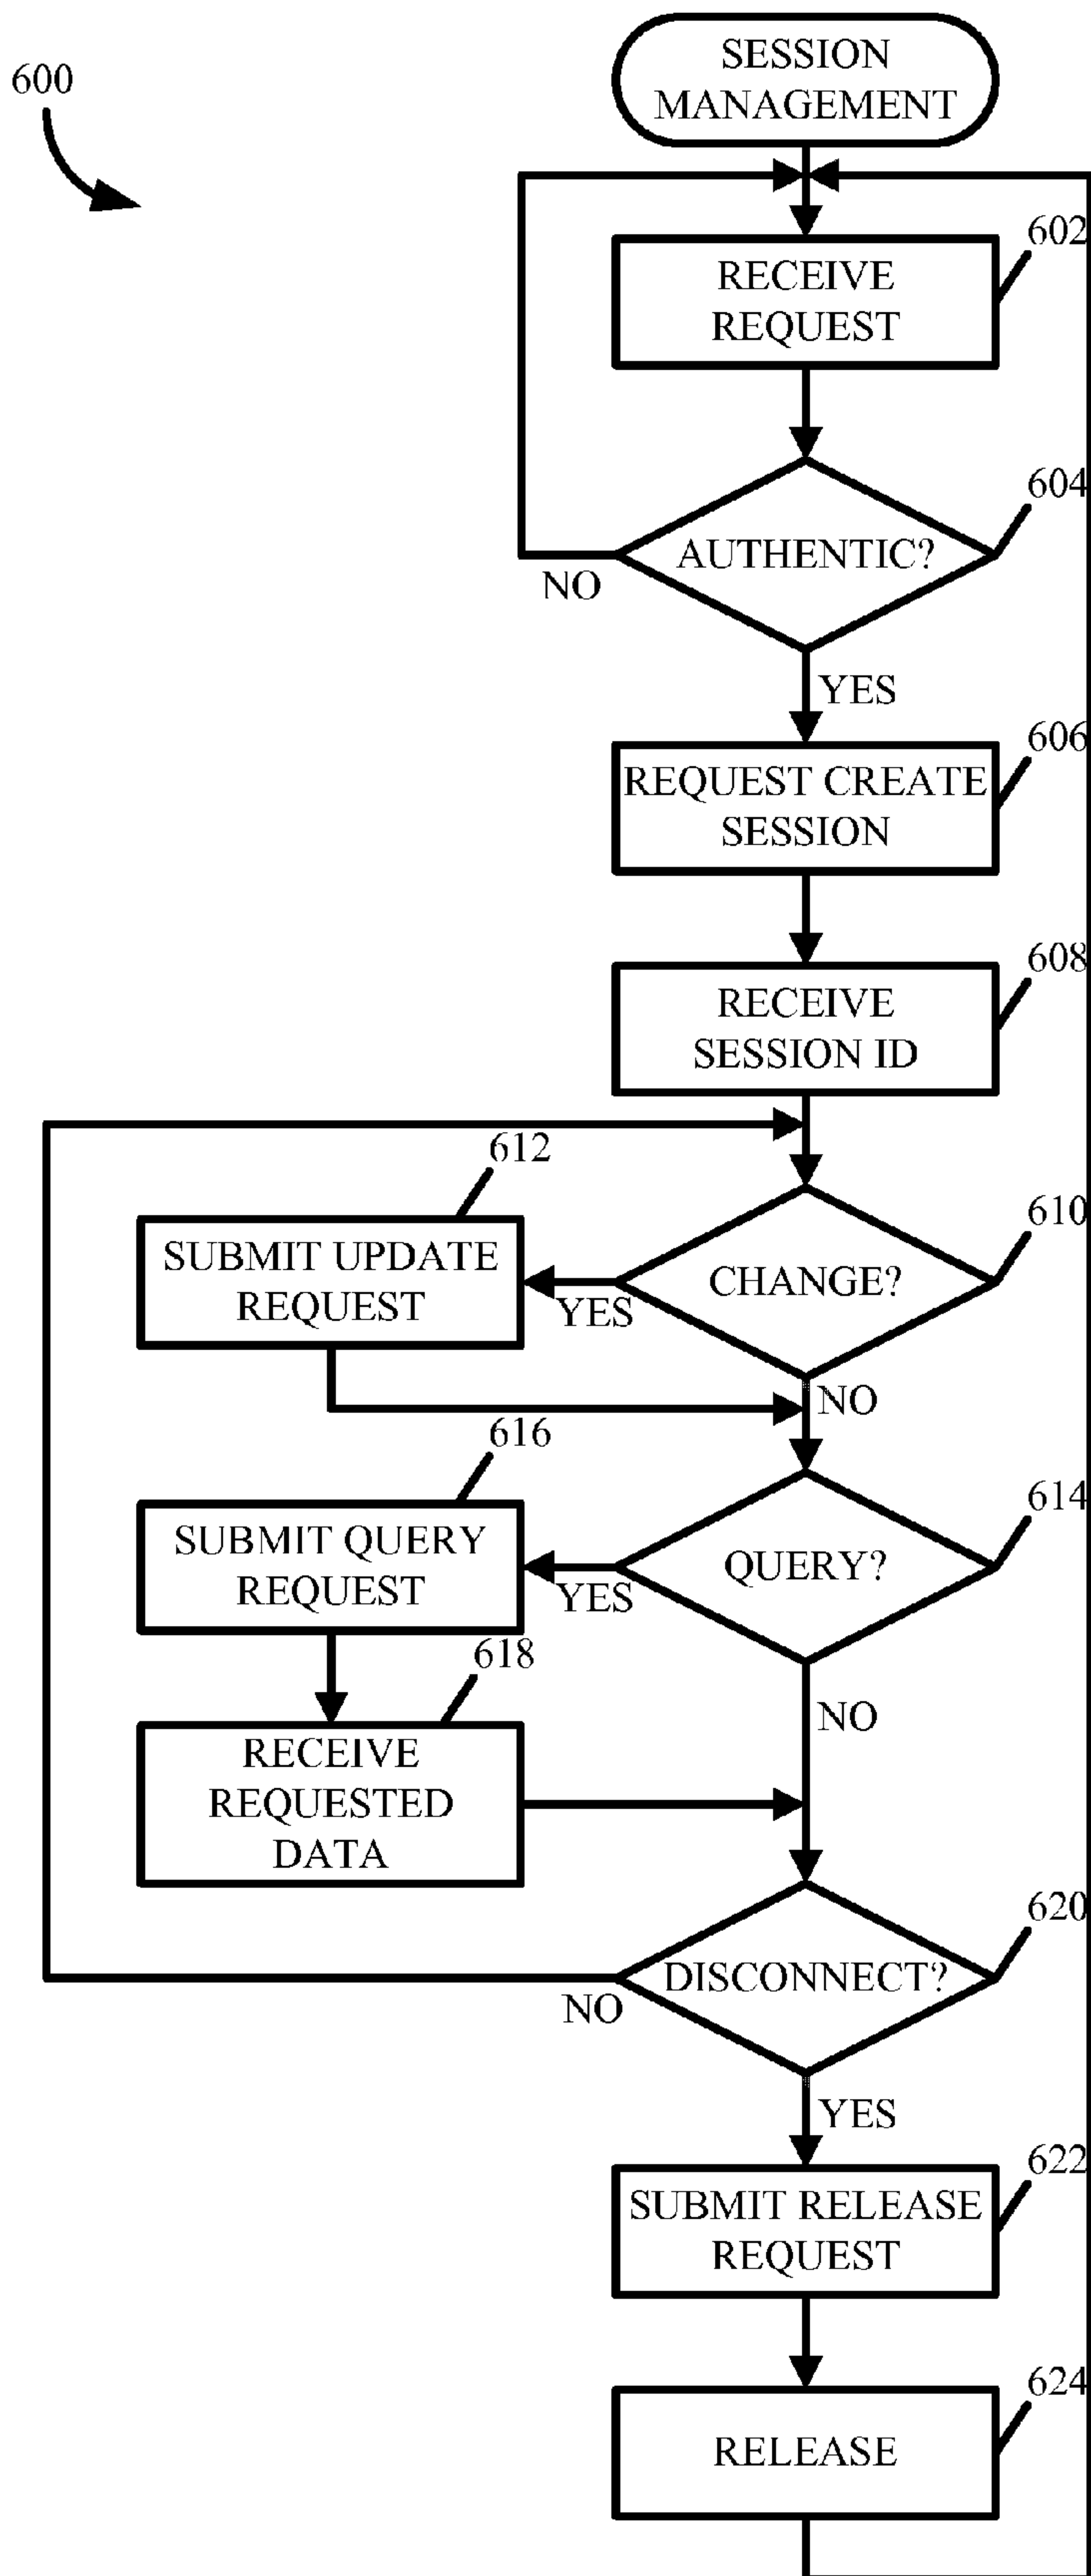 600
SESSION
MANAGEMENT
602
RECEIVE
REQUEST
604
AUTHENTIC?
NO
YES
606
REQUEST CREATE
SESSION
608
RECEIVE
SESSION ID
612
610
SUBMIT UPDATE
REQUEST
CHANGE?
YES
NO
616
614
SUBMIT QUERY
REQUEST
QUERY?
YES
618
NO
RECEIVE
REQUESTED
DATA
620
DISCONNECT?
NO
YES
622
SUBMIT RELEASE
REQUEST
624
RELEASE